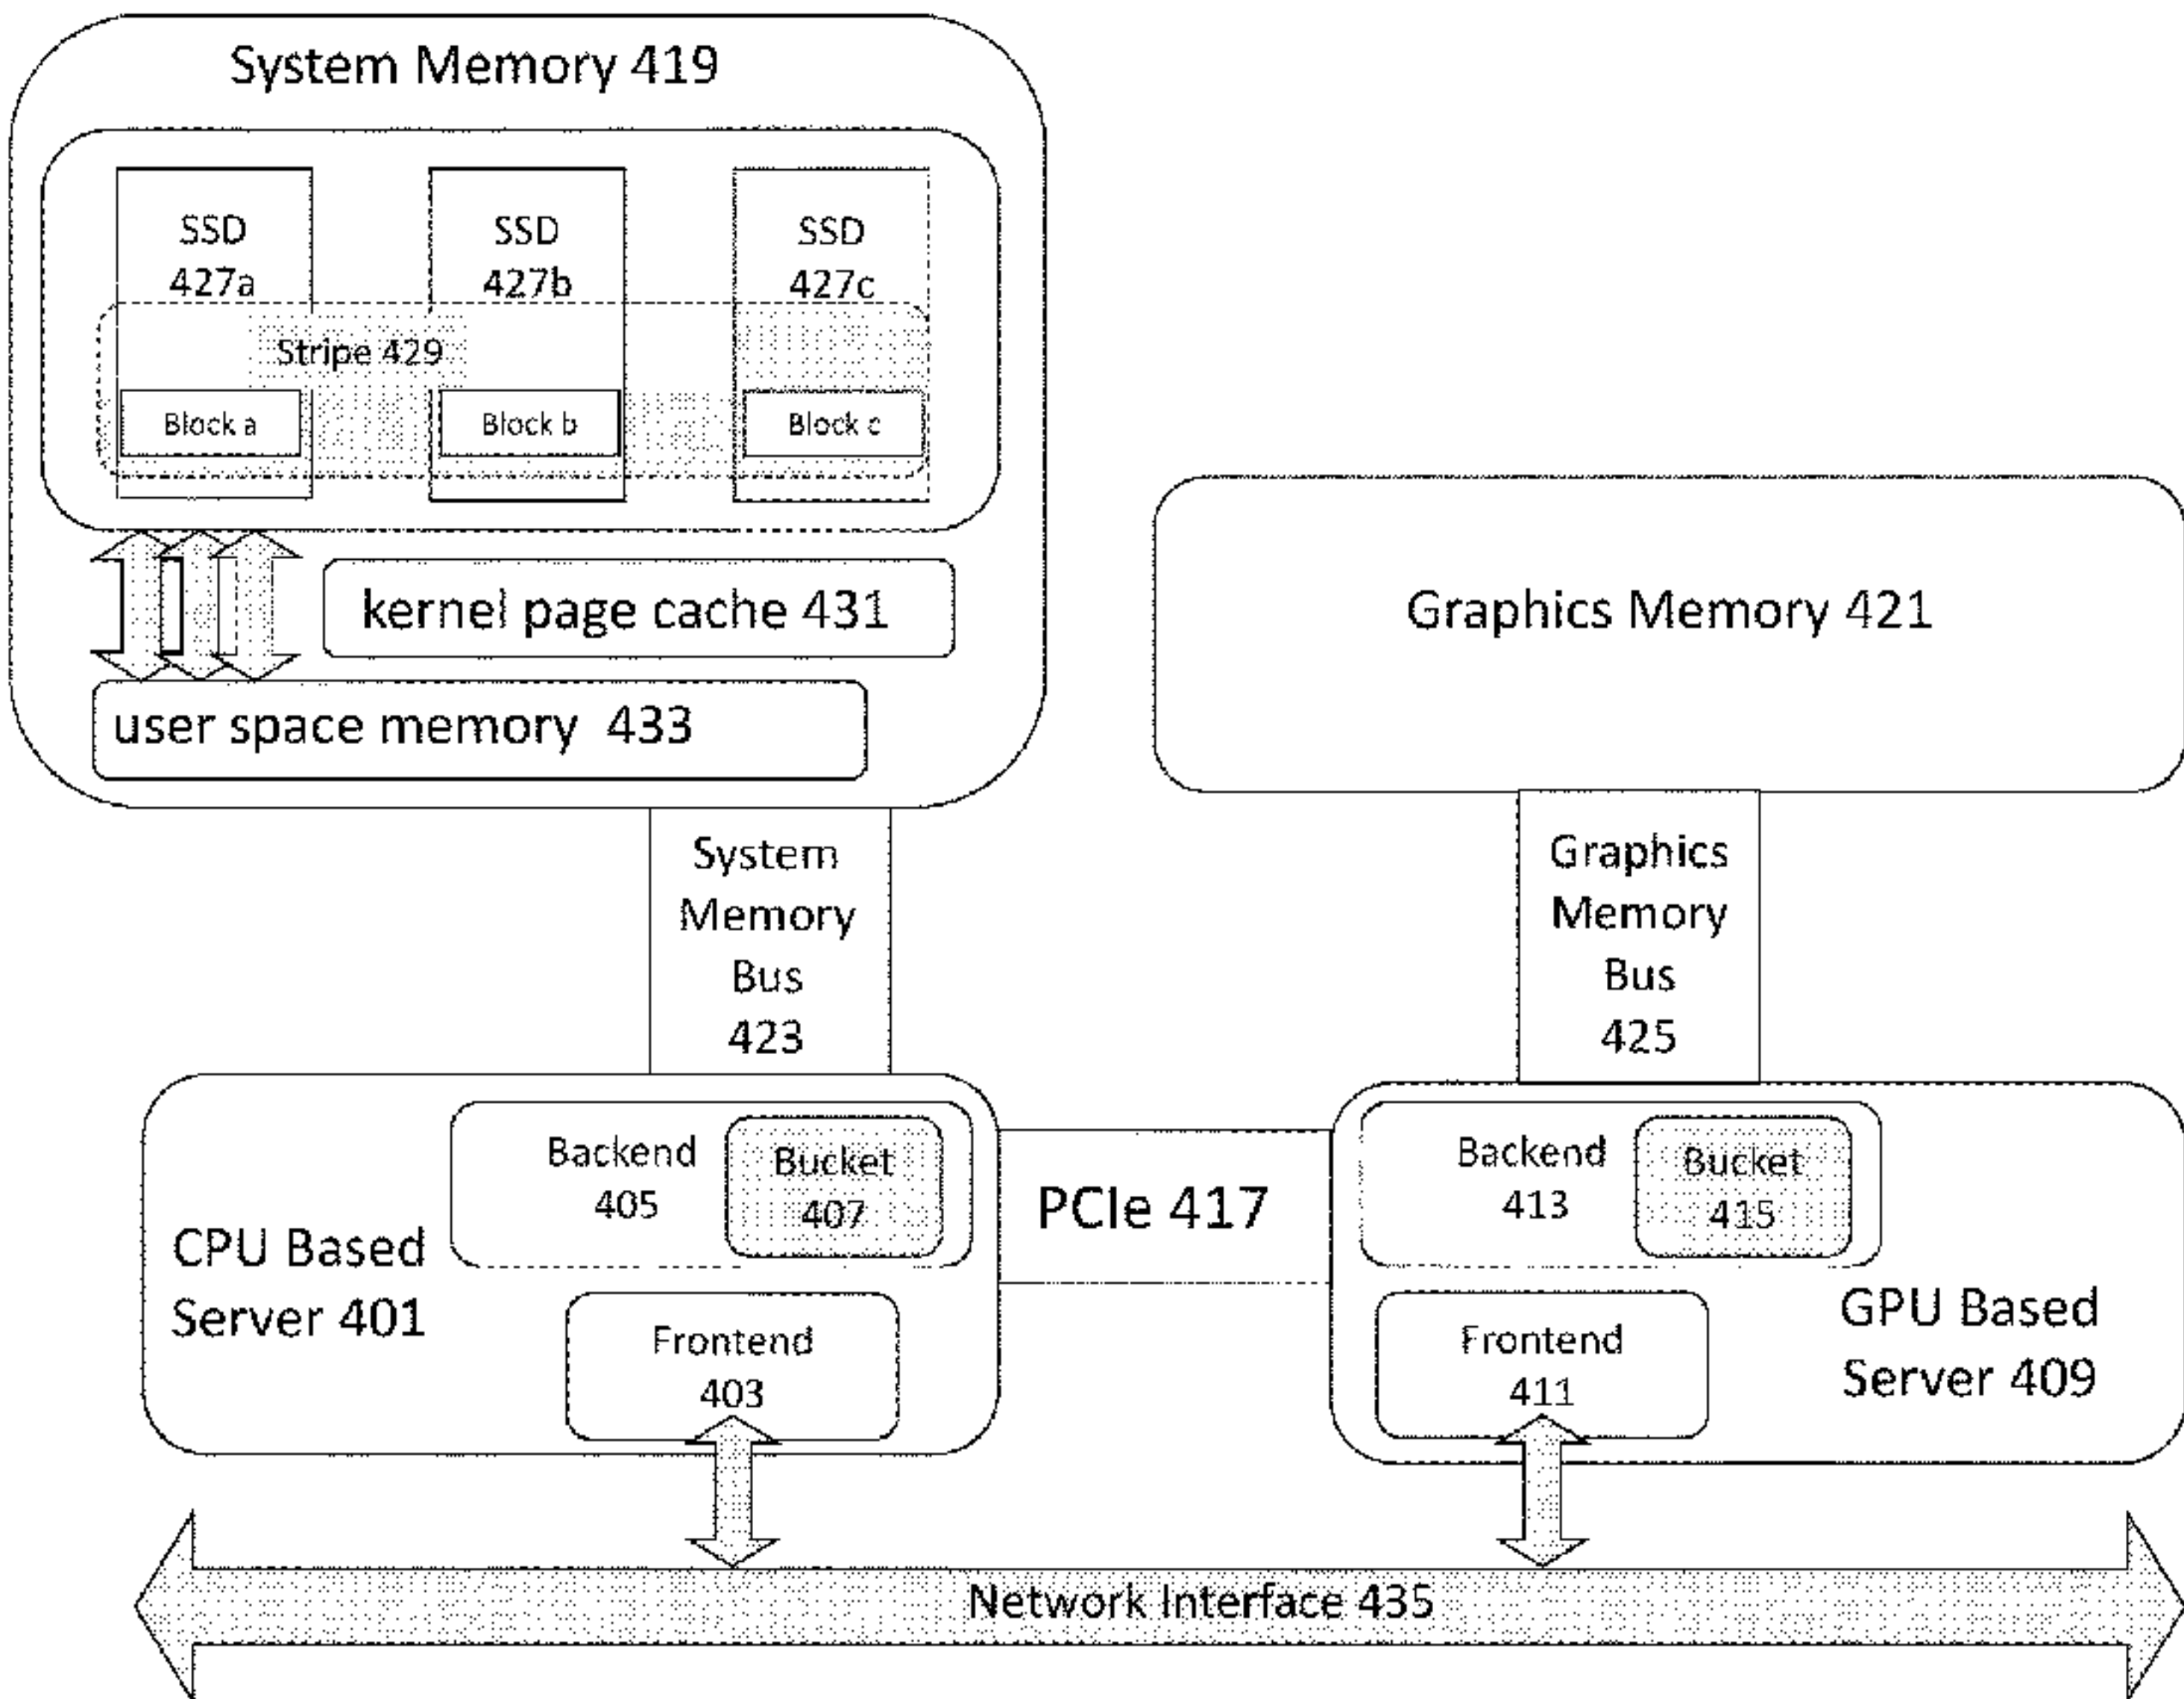 System Memory 419
SSD
427a
SSD
427b
SSD
427c
Stripe 429
Block a
Block b
Block c
kernel page cache 431
user space memory 433
Graphics Memory 421
System
Memory
Bus
423
Graphics
Memory
Bus
425
CPU Based
Server 401
Backend
405
Bucket
407
Frontend
403
PCIe 417
Backend
413
Bucket
415
Frontend
411
GPU Based
Server 409
Network Interface 435